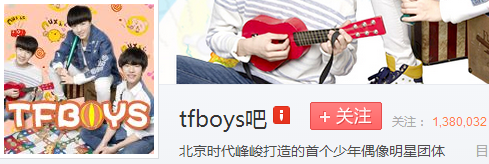 TFBOYS
tfboys吧
+ 关注
关注： 1,380,032
北京时代峰峻打造的首个少年偶像明星团体
目